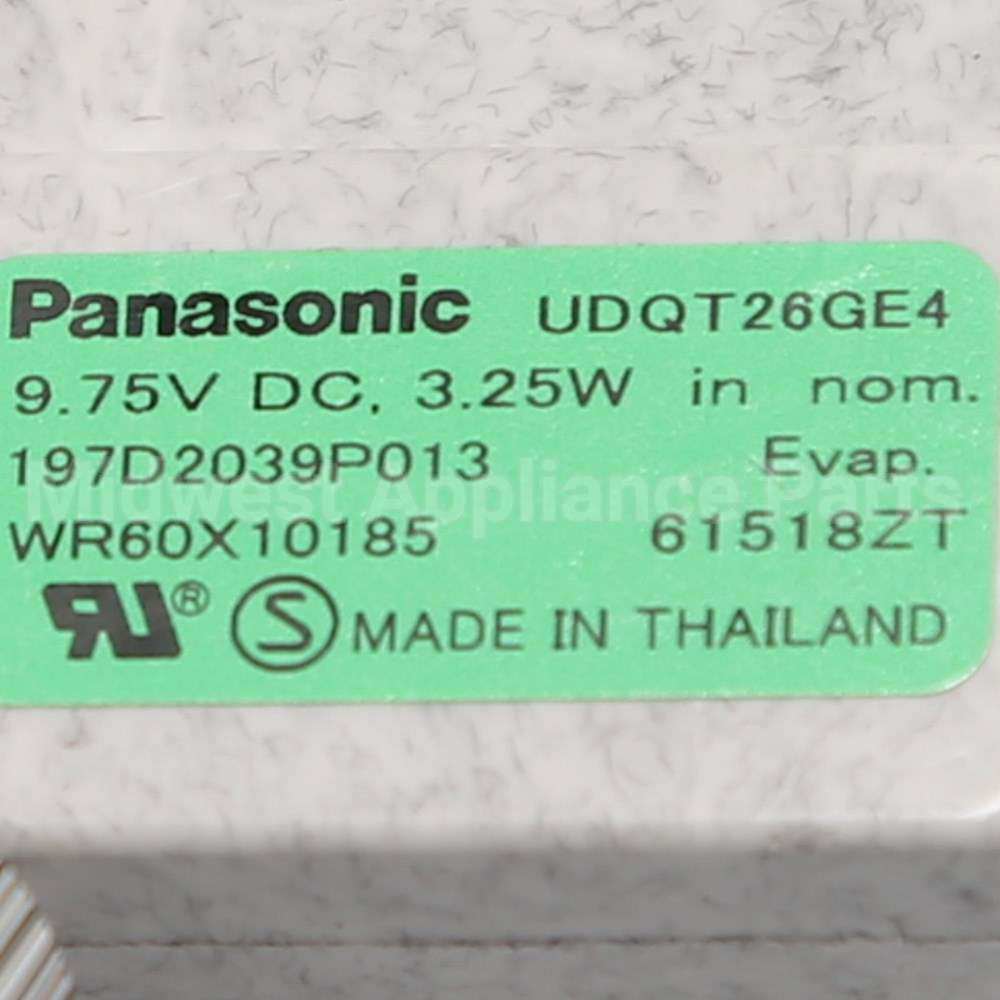 Panasonic UDQT26GE4
9.75V DC, 3.25W in nom.
197D2039P013 Evap.
Midwest Appliance Parts
WR60X10185 61518ZT
RU® S MADE IN THAILAND